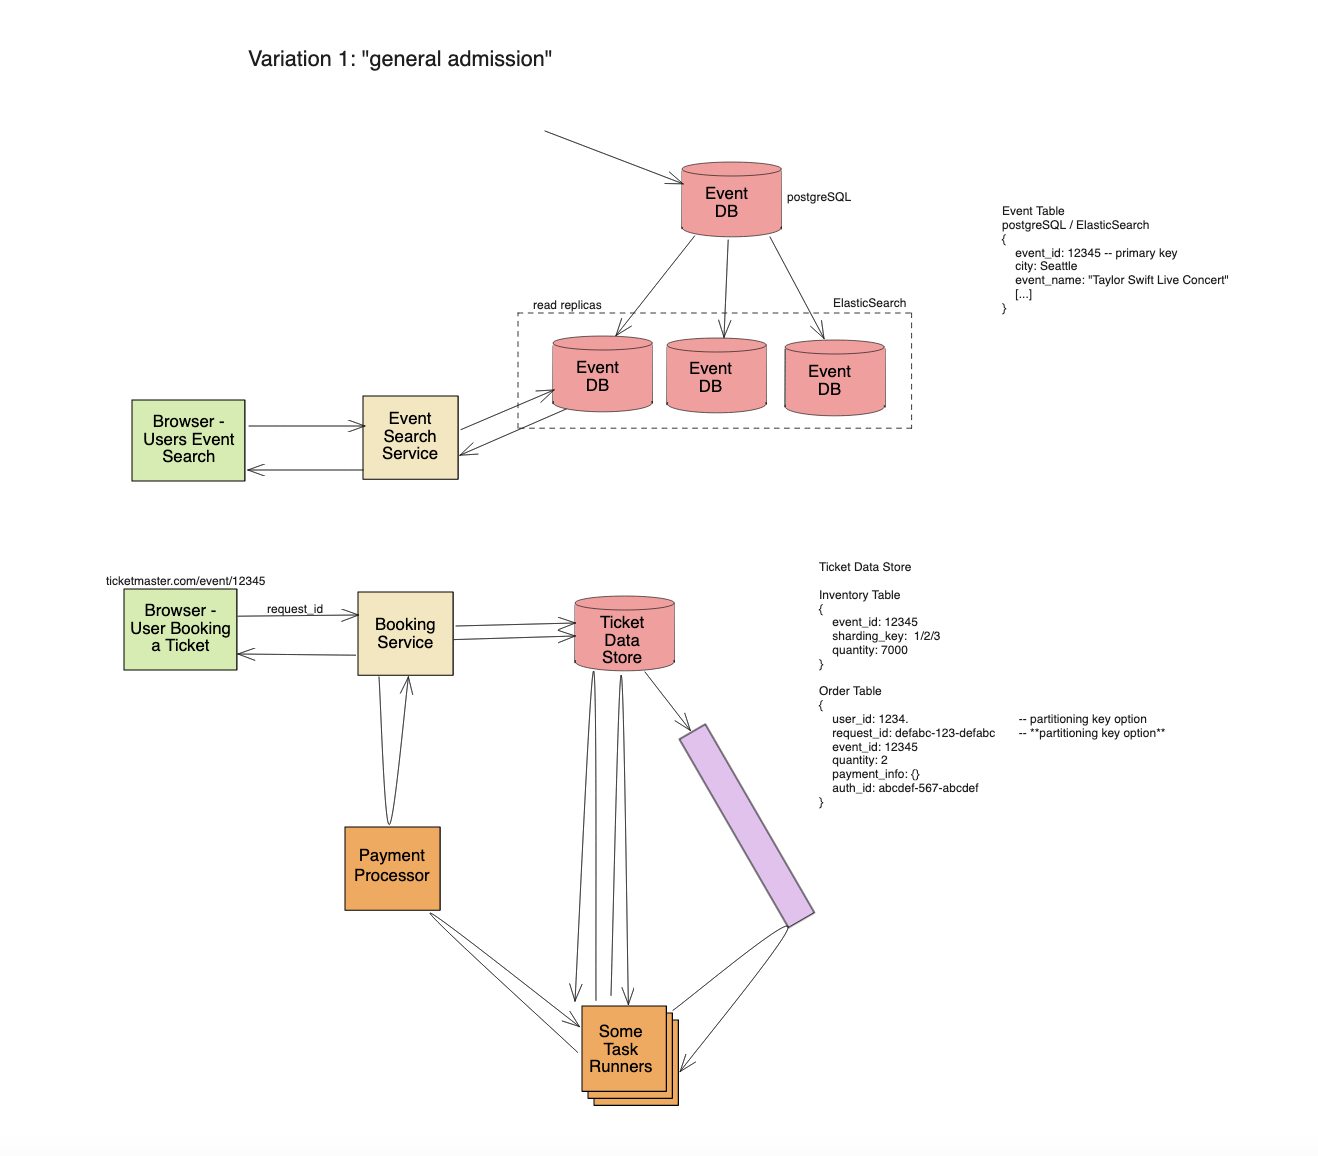 Variation 1: "general admission"
Event
DB
postgreSQL
Event Table
postgreSQL / ElasticSearch
{
event_id: 12345 -- primary key
city: Seattle
event_name: "Taylor Swift Live Concert"
[...]
}
read replicas
ElasticSearch
Event
DB
Event
DB
Event
DB
Browser -
Users Event
Search
Event
Search
Service
ticketmaster.com/event/12345
Browser -
User Booking
a Ticket
request_id
Booking
Service
Ticket
Data
Store
Ticket Data Store
Inventory Table
{
event_id: 12345
sharding_key: 1/2/3
quantity: 7000
}
Order Table
{
user_id: 1234. -- partitioning key option
request_id: defabc-123-defabc -- **partitioning key option**
event_id: 12345
quantity: 2
payment_info: {}
auth_id: abcdef-567-abcdef
}
Payment
Processor
Some
Task
Runners